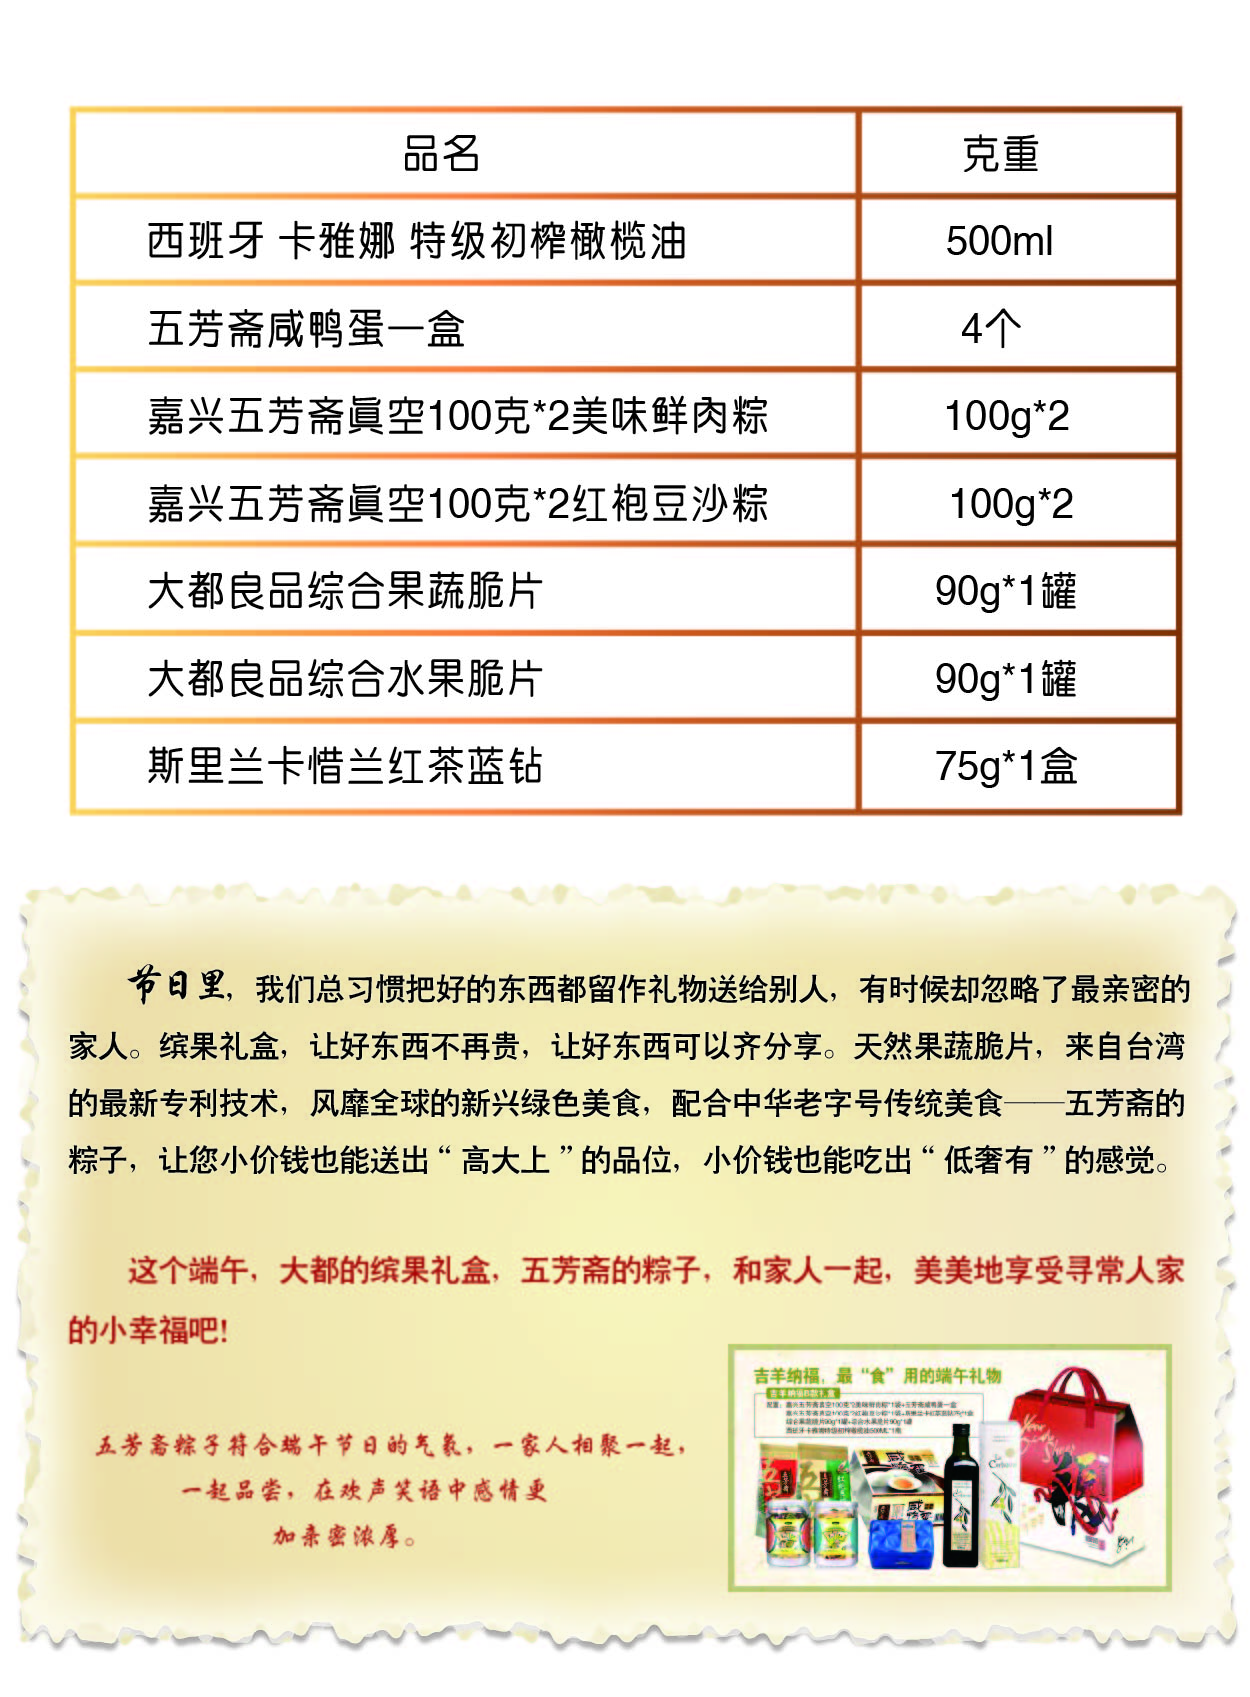 品名 克重
西班牙 卡雅娜 特级初榨橄榄油 500ml
五芳斋咸鸭蛋一盒 4个
嘉兴五芳斋真空100克*2美味鲜肉粽 100g*2
嘉兴五芳斋真空100克*2红袍豆沙粽 100g*2
大都良品综合果蔬脆片 90g*1罐
大都良品综合水果脆片 90g*1罐
斯里兰卡惜兰红茶蓝钻 75g*1盒
节日里，我们总习惯把好的东西都留作礼物送给别人，有时候却忽略了最亲密的
家人。缤果礼盒，让好东西不再贵，让好东西可以齐分享。天然果蔬脆片，来自台湾
的最新专利技术，风靡全球的新兴绿色美食，配合中华老字号传统美食——五芳斋的
粽子，让您小价钱也能送出“高大上”的品位，小价钱也能吃出“低奢有”的感觉。
这个端午，大都的缤果礼盒，五芳斋的粽子，和家人一起，美美地享受寻常人家
的小幸福吧!
五芳斋粽子符合端午节日的气氛，一家人相聚一起，
一起品尝，在欢声笑语中感情更
加亲密浓厚。
吉羊纳福，最“食”用的端午礼物
吉羊纳福B款礼盒